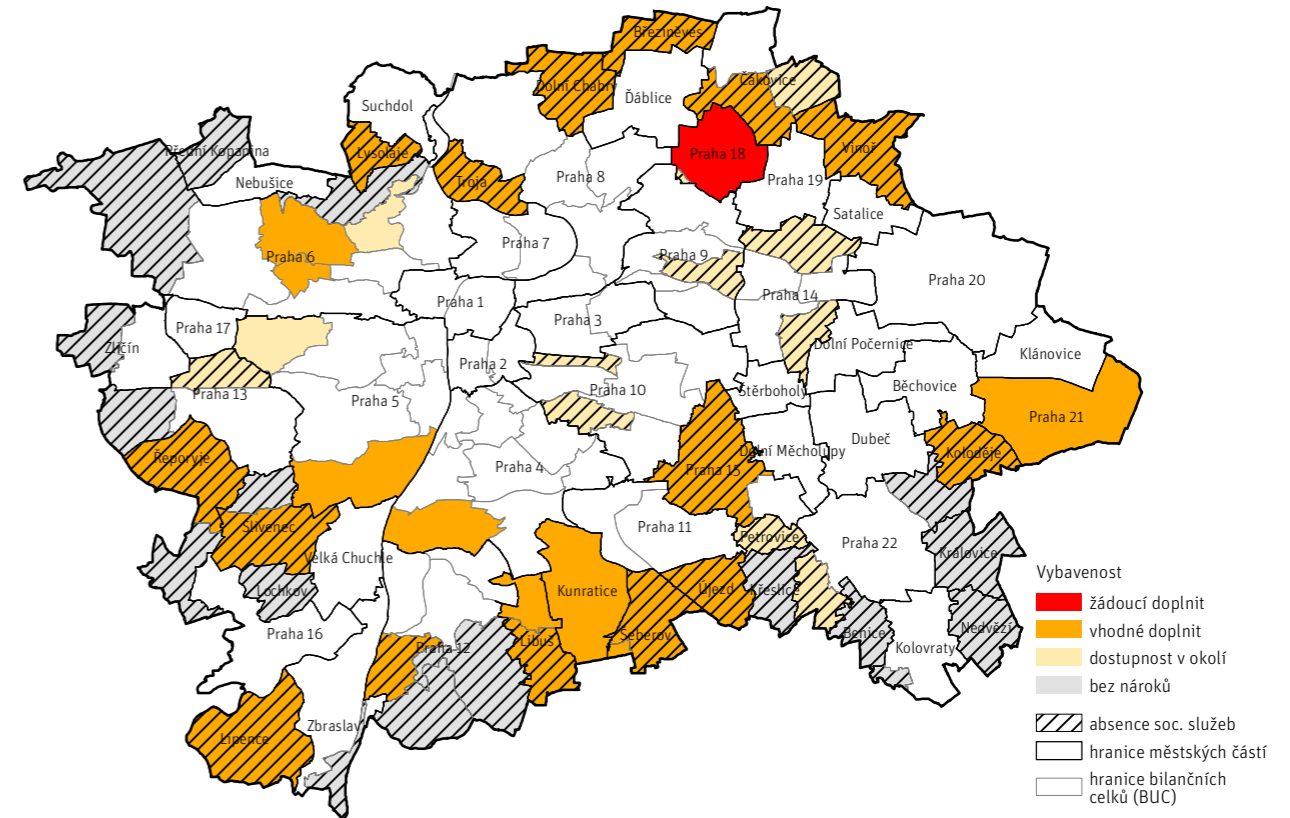 Březiněves
Dolní Chabry
Ďáblice
Čakovice
Suchdol
Přední Kopanina
Lysolaje
Praha 18
Vinoř
Nebušice
Troja
Praha 8
Praha 19
Satalice
Praha 6
Praha 7
Praha 9
Praha 20
Praha 14
Praha 1
Praha 3
Praha 17
Zličín
Dolní Počernice
Klánovice
Praha 2
Praha 13
Praha 5
Praha 10
Štěrboholy
Běchovice
Praha 21
Řeporyje
Praha 4
Praha 15
Dolní Měcholupy
Dubeč
Koloděje
Slivenec
Praha 11
Petrovice
Praha 22
Královice
Velká Chuchle
Lochkov
Kunratice
Újezd
Křeslice
Praha 16
Praha 12
Libuš
Šeberov
Benice
Kolovraty
Nedvězí
Lipence
Zbraslav
Vybavenost
žádoucí doplnit
vhodné doplnit
dostupnost v okolí
bez nároků
absence soc. služeb
hranice městských částí
hranice bilančních
celků (BUC)